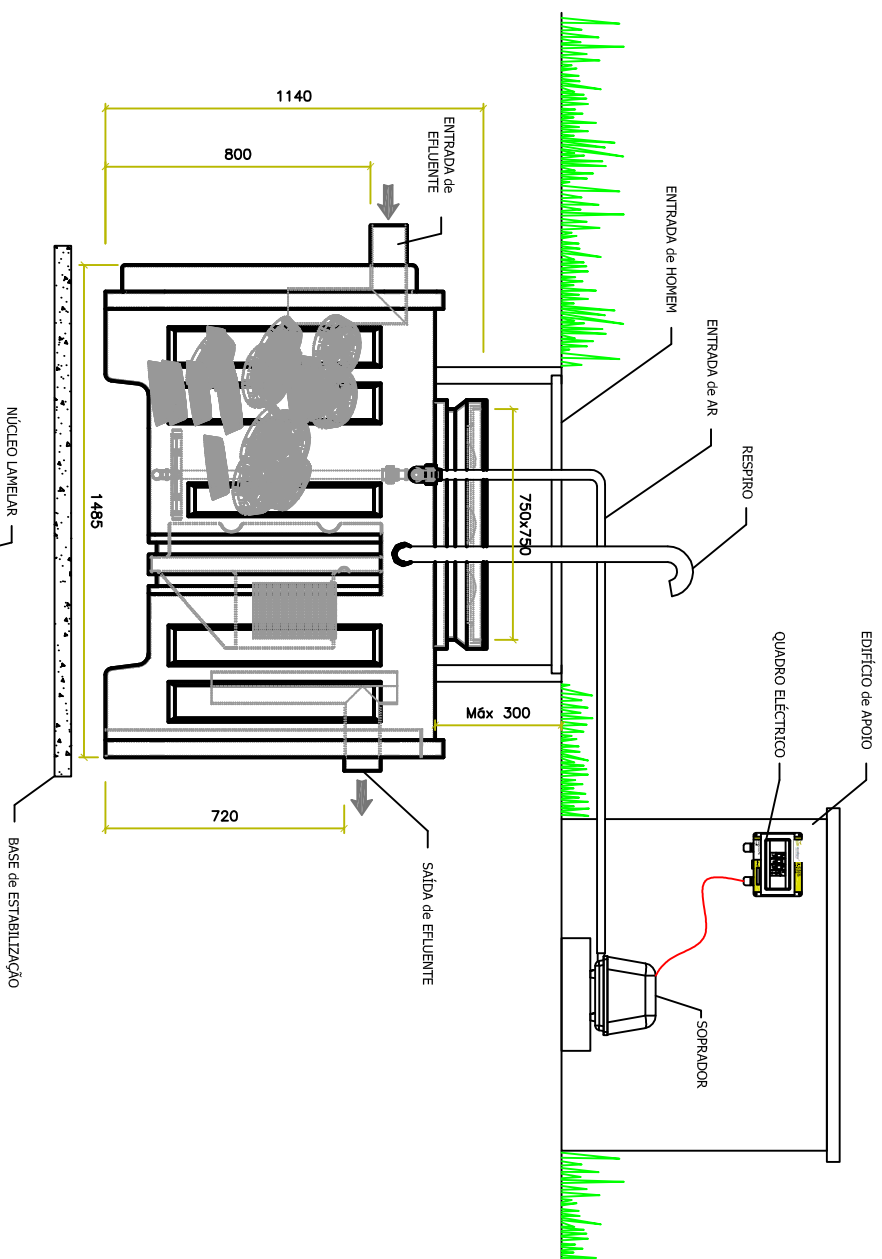 EDIFÍCIO de APOIO
QUADRO ELÉCTRICO
RESPIRO
ENTRADA de AR
ENTRADA de HOMEM
SOPRADOR
ENTRADA de
EFLUENTE
1140
800
750x750
Máx 300
720
SAÍDA de EFLUENTE
1485
NÚCLEO LAMELAR
BASE de ESTABILIZAÇÃO